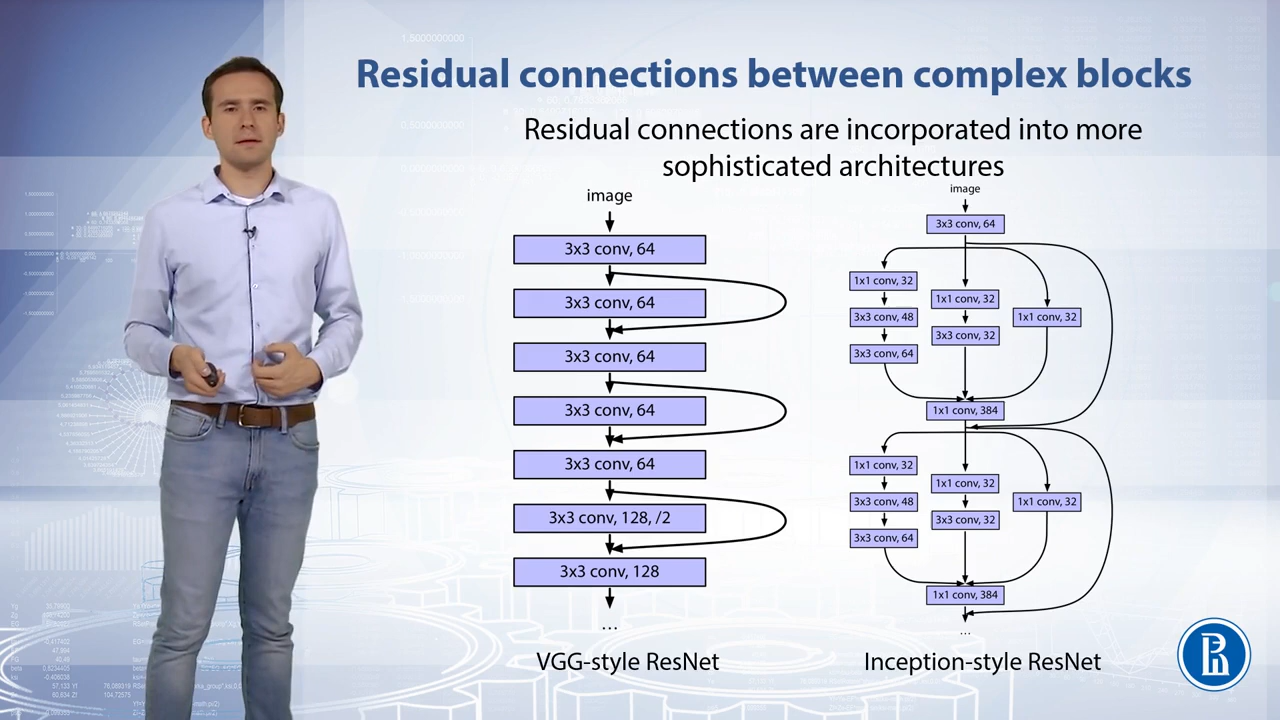 Residual connections between complex blocks
Residual connections are incorporated into more
sophisticated architectures
image
3x3 conv, 64
3x3 conv, 64
3x3 conv, 64
3x3 conv, 64
3x3 conv, 64
3x3 conv, 128, /2
3x3 conv, 128
...
VGG-style ResNet
image
3x3 conv, 64
1x1 conv, 32
1x1 conv, 32
1x1 conv, 32
3x3 conv, 48
3x3 conv, 32
3x3 conv, 64
1x1 conv, 384
1x1 conv, 32
1x1 conv, 32
1x1 conv, 32
3x3 conv, 48
3x3 conv, 32
3x3 conv, 64
1x1 conv, 384
...
Inception-style ResNet